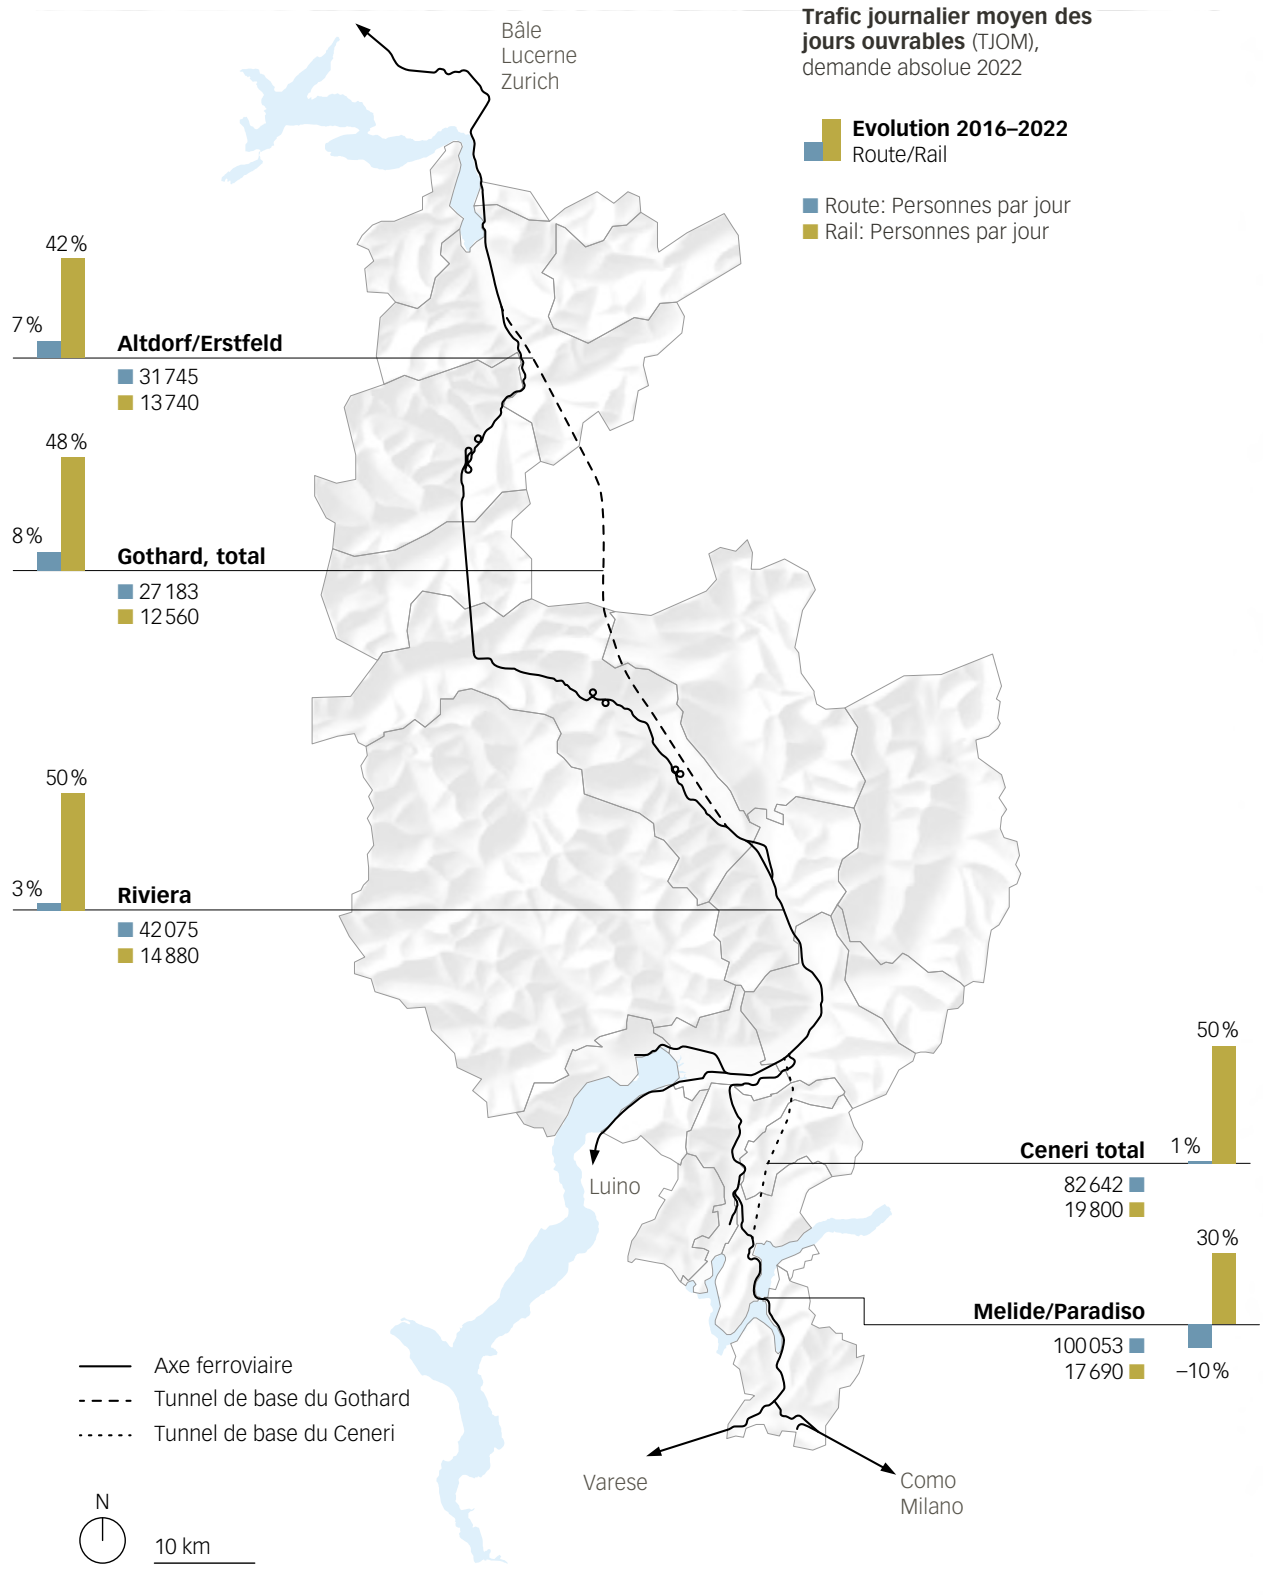 Trafic journalier moyen des
jours ouvrables (TJOM),
demande absolue 2022
Evolution 2016–2022
Route/Rail
Route: Personnes par jour
Rail: Personnes par jour
Bâle
Lucerne
Zurich
42 %
7 %
Altdorf/Erstfeld
31 745
13 740
48 %
8 %
Gothard, total
27 183
12 560
50 %
3 %
Riviera
42 075
14 880
50 %
1 %
Ceneri total
82 642
19 800
30 %
Melide/Paradiso
100 053
17 690
–10 %
Luino
Varese
Como
Milano
Axe ferroviaire
Tunnel de base du Gothard
Tunnel de base du Ceneri
N
10 km